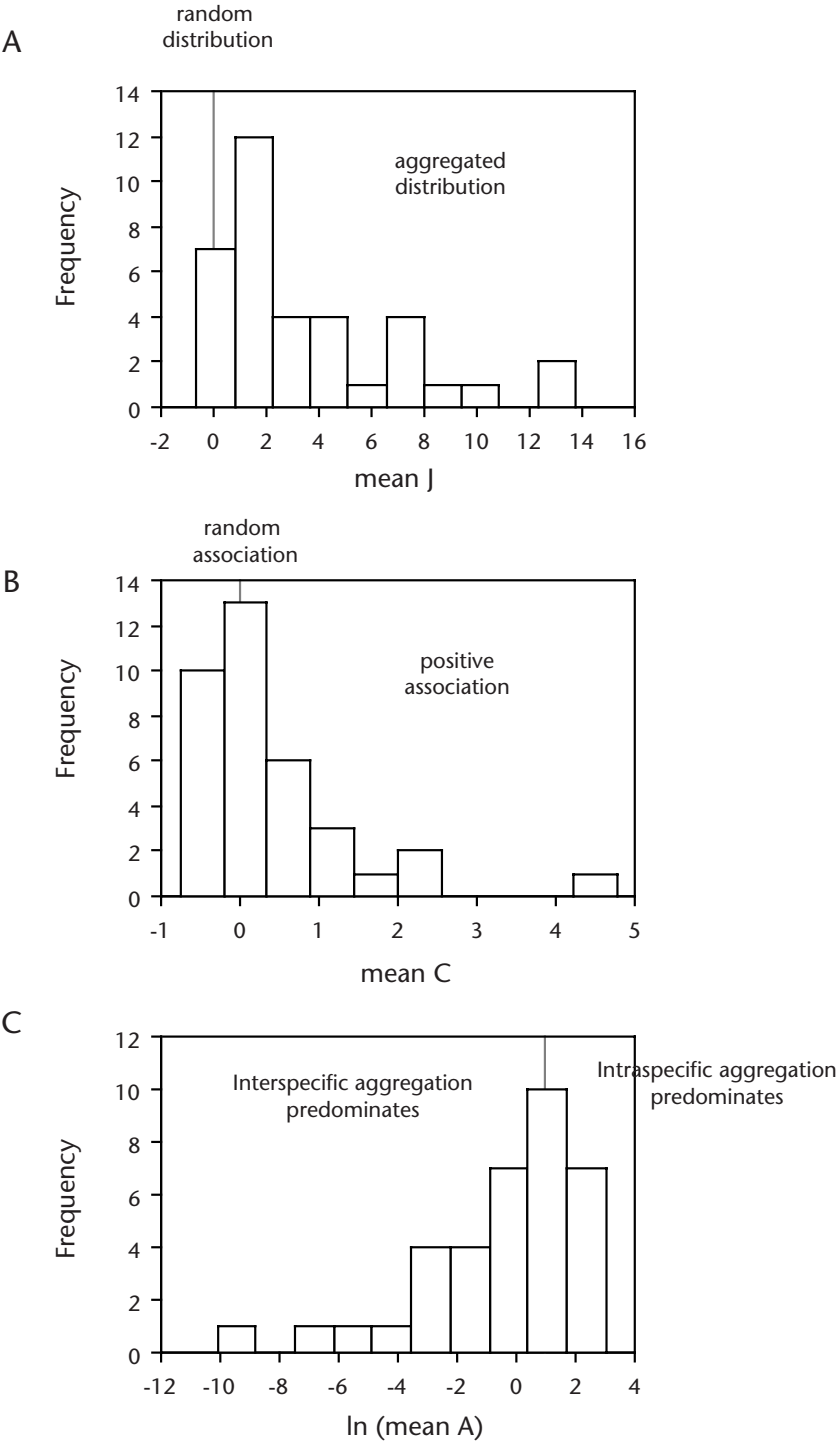 random
distribution
A
14
12
10
8
6
4
2
0
aggregated
distribution
Frequency
-2 0 2 4 6 8 10 12 14 16
mean J
random
association
B
14
12
10
8
6
4
2
0
positive
association
Frequency
-1 0 1 2 3 4 5
mean C
C
12
10
8
6
4
2
0
Interspecific aggregation
predominates
Intraspecific aggregation
predominates
Frequency
-12 -10 -8 -6 -4 -2 0 2 4
ln (mean A)